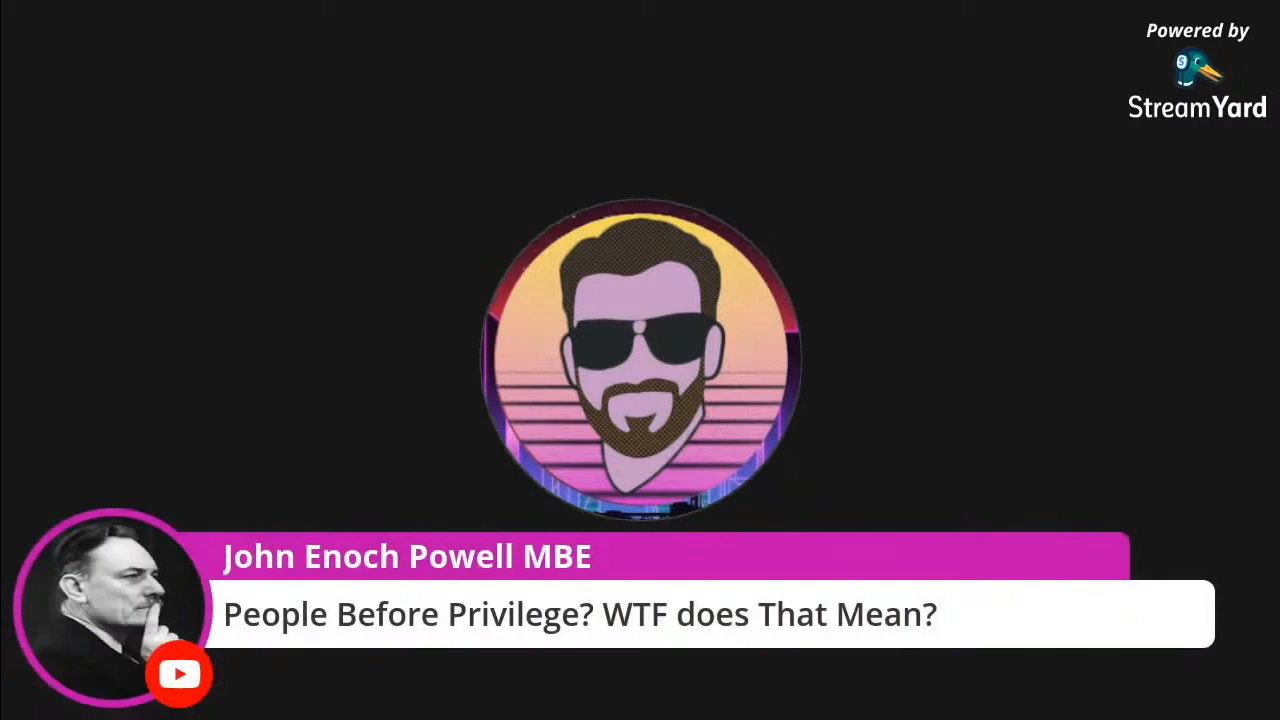 Powered by
StreamYard
John Enoch Powell MBE
People Before Privilege? WTF does That Mean?